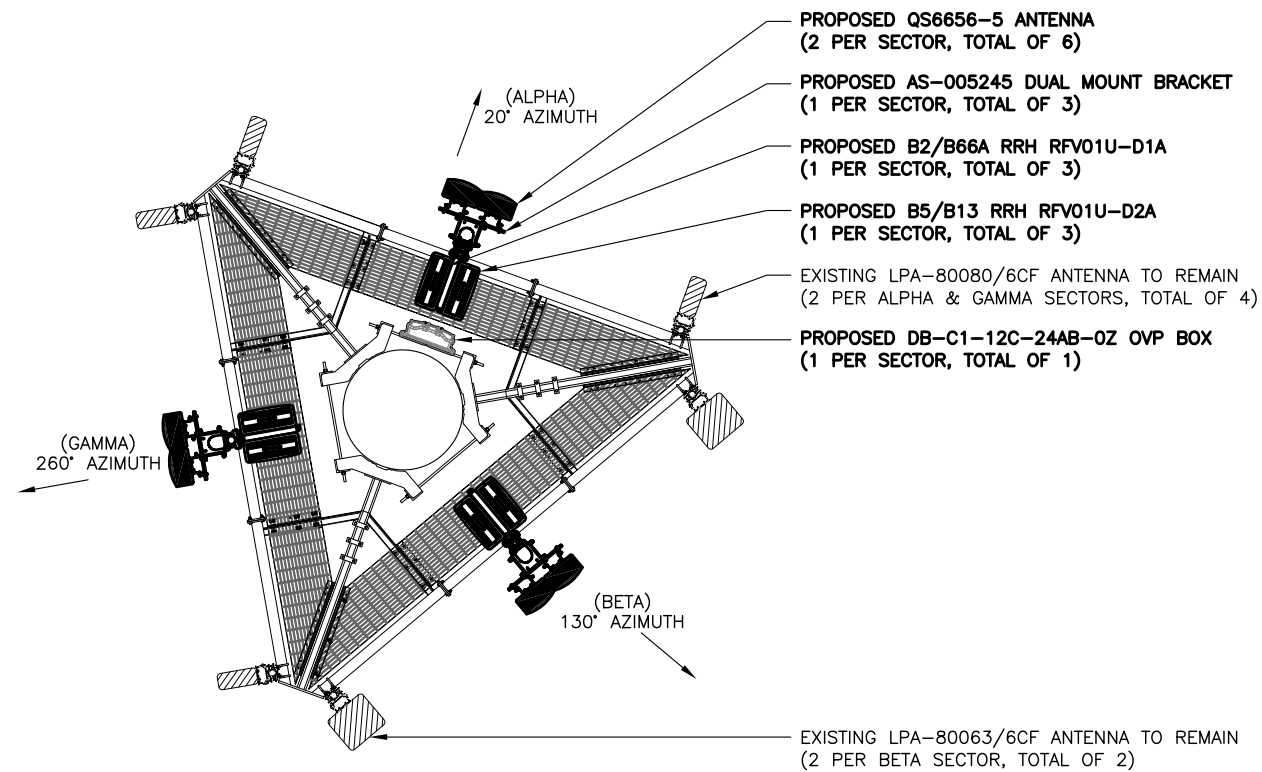 PROPOSED QS6656-5 ANTENNA
(2 PER SECTOR, TOTAL OF 6)
PROPOSED AS-005245 DUAL MOUNT BRACKET
(1 PER SECTOR, TOTAL OF 3)
(ALPHA)
20° AZIMUTH
PROPOSED B2/B66A RRH RFV01U-D1A
(1 PER SECTOR, TOTAL OF 3)
PROPOSED B5/B13 RRH RFV01U-D2A
(1 PER SECTOR, TOTAL OF 3)
EXISTING LPA-80080/6CF ANTENNA TO REMAIN
(2 PER ALPHA & GAMMA SECTORS, TOTAL OF 4)
PROPOSED DB-C1-12C-24AB-0Z OVP BOX
(1 PER SECTOR, TOTAL OF 1)
(GAMMA)
260° AZIMUTH
(BETA)
130° AZIMUTH
EXISTING LPA-80063/6CF ANTENNA TO REMAIN
(2 PER BETA SECTOR, TOTAL OF 2)